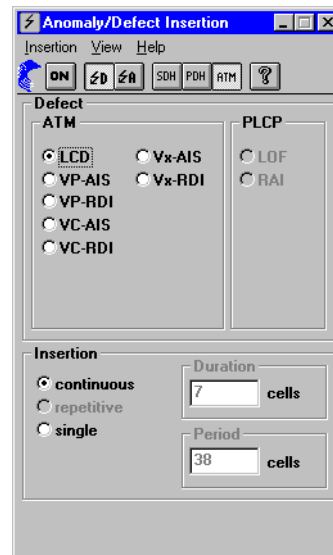 Anomaly/Defect Insertion
Insertion View Help
ON D A SDH PDH ATM ?
Defect
ATM
LCD
VP-AIS
VP-RDI
VC-AIS
VC-RDI
Vx-AIS
Vx-RDI
PLCP
LOF
RAI
Insertion
continuous
repetitive
single
Duration
7 cells
Period
38 cells